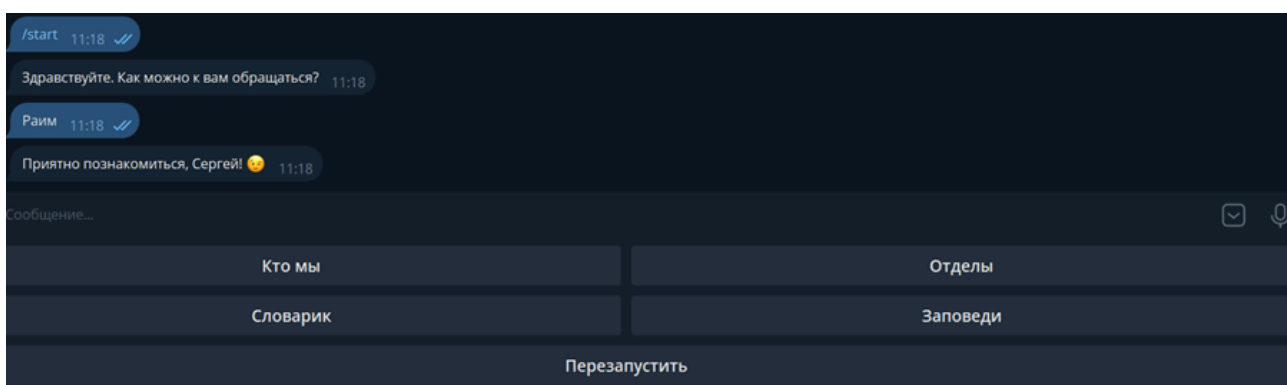 /start 11:18
Здравствуйте. Как можно к вам обращаться? 11:18
Раим 11:18
Приятно познакомиться, Сергей! 😉 11:18
Сообщение...
Кто мы Отделы
Словарик Заповеди
Перезапустить